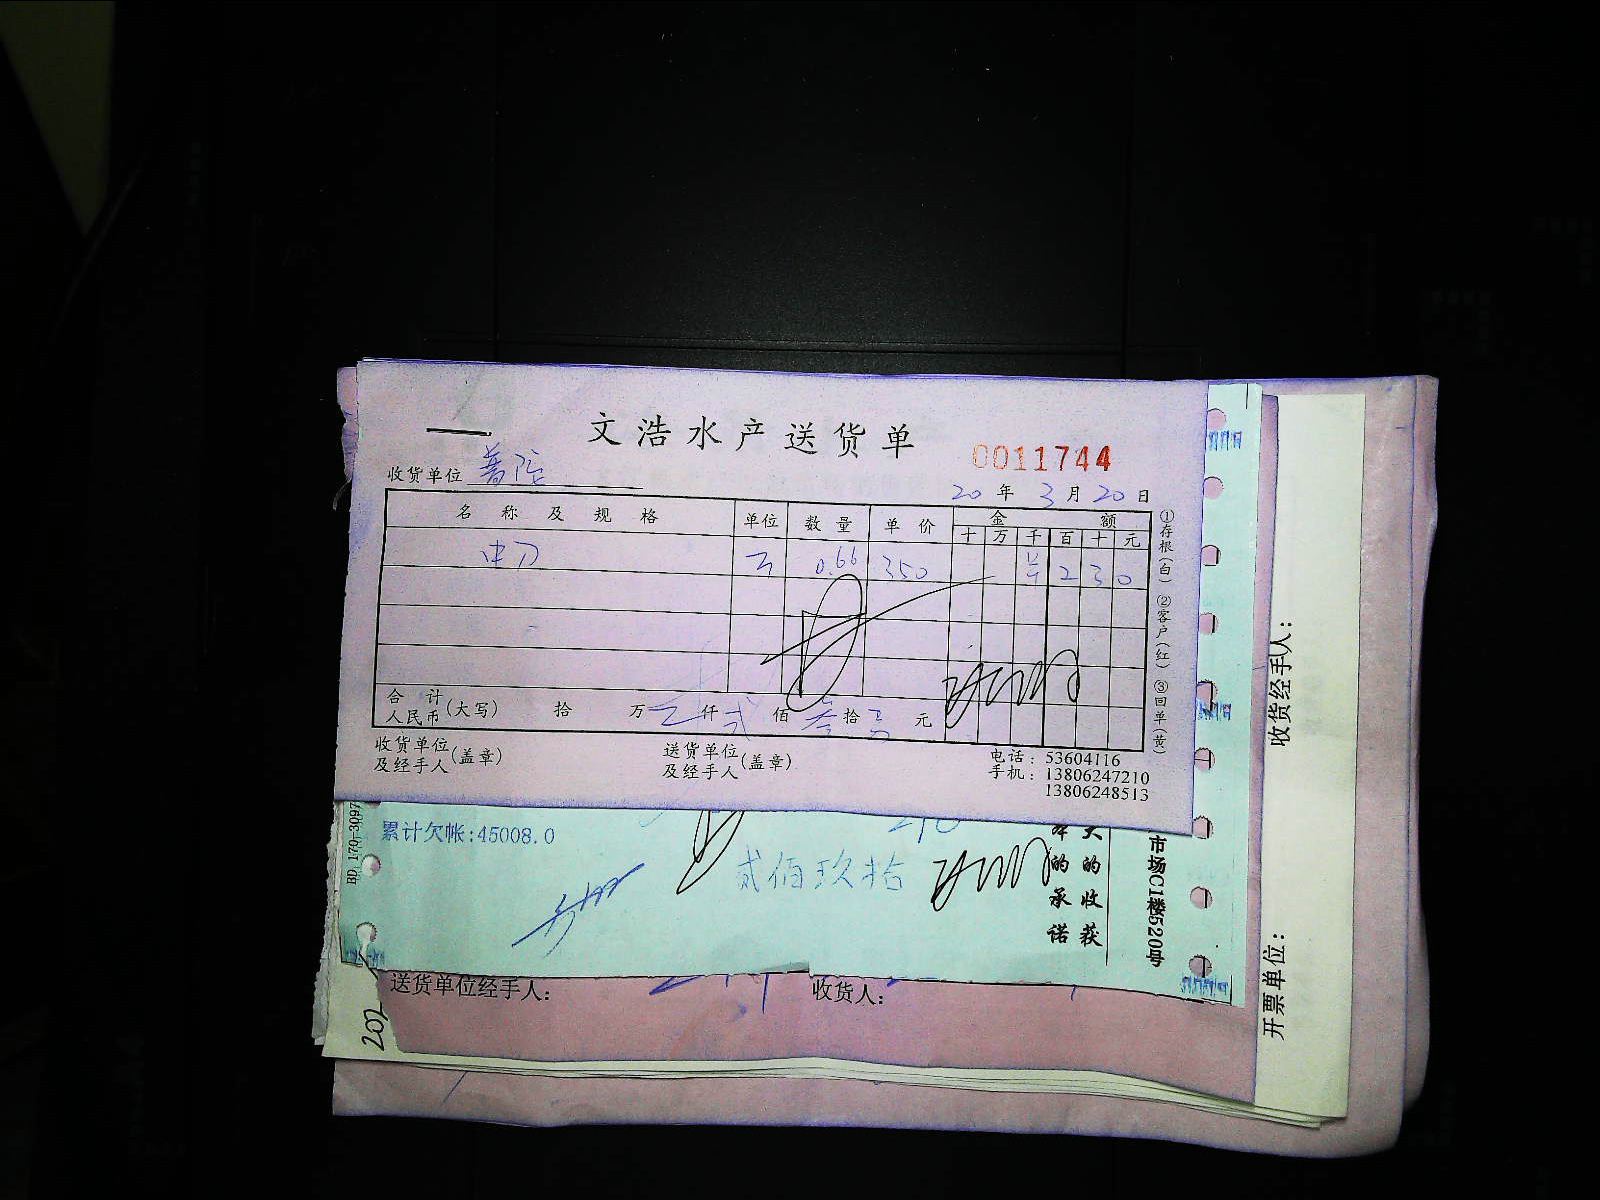 文浩水产送货单
0011744
收货单位
20 年 3 月 20 日
名称及规格 单位 数量 单价 金额
十 万 千 百 十 元
中刀 0.66 350 ¥ 2 3 0
合计人民币(大写) 拾 万 仟 贰 佰 叁 拾 元
收货单位及经手人(盖章) 送货单位及经手人(盖章)
电话:53604116
手机:13806247210
13806248513
①存根(白) ②客户(红) ③回单(黄)
累计欠帐:45008.0
贰佰玖拾
的收获
的承诺
市场C1楼520号
送货单位经手人: 收货人:
收货经手人:
开票单位:
207